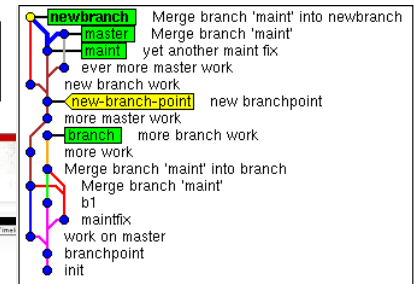 newbranch Merge branch 'maint' into newbranch
master Merge branch 'maint'
maint yet another maint fix
ever more master work
new branch work
new-branch-point new branchpoint
more master work
branch more branch work
more work
Merge branch 'maint' into branch
Merge branch 'maint'
b1
maintfix
work on master
branchpoint
init